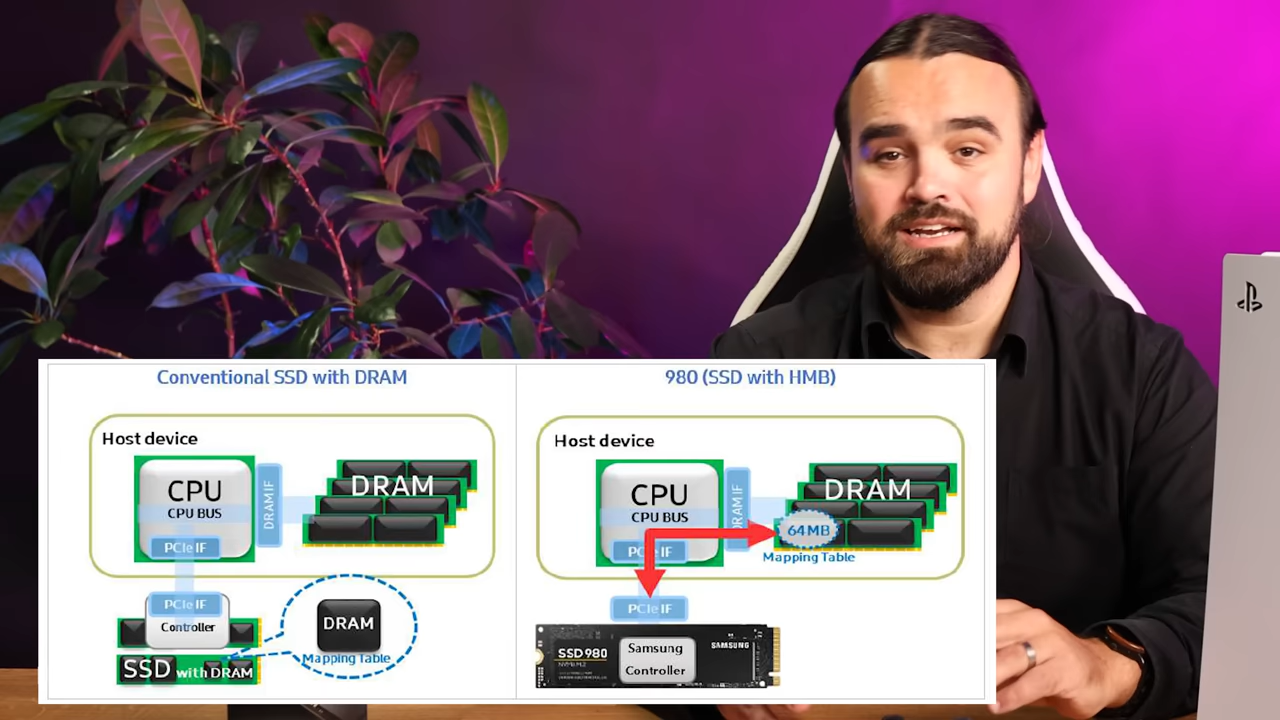 Conventional SSD with DRAM
Host device
CPU
CPU BUS
DRAM IF
DRAM
PCIe IF
PCIe IF
Controller
SSD with DRAM
DRAM
Mapping Table
980 (SSD with HMB)
Host device
CPU
CPU BUS
DRAM IF
DRAM
64MB
Mapping Table
PCIe IF
PCIe IF
SSD 980
NVMe M.2
Samsung
Controller
SAMSUNG